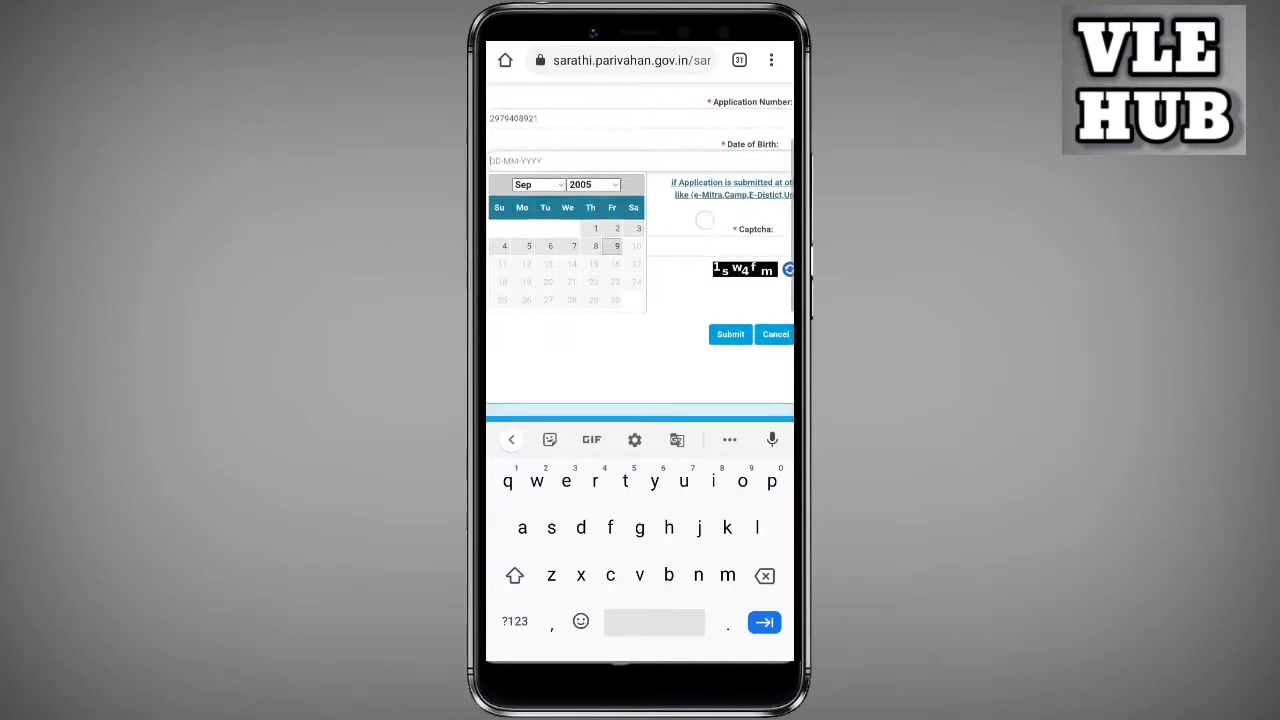 VLE
HUB
sarathi.parivahan.gov.in/sar
31
* Application Number:
2979408921
* Date of Birth:
DD-MM-YYYY
Sep 2005
Su Mo Tu We Th Fr Sa
1 2 3
4 5 6 7 8 9 10
11 12 13 14 15 16 17
18 19 20 21 22 23 24
25 26 27 28 29 30
if Application is submitted at ot
like (e-Mitra,Camp,E-Distict,Un
* Captcha:
1sw4fm
Submit Cancel
GIF
1 2 3 4 5 6 7 8 9 0
q w e r t y u i o p
a s d f g h j k l
z x c v b n m
?123 , .